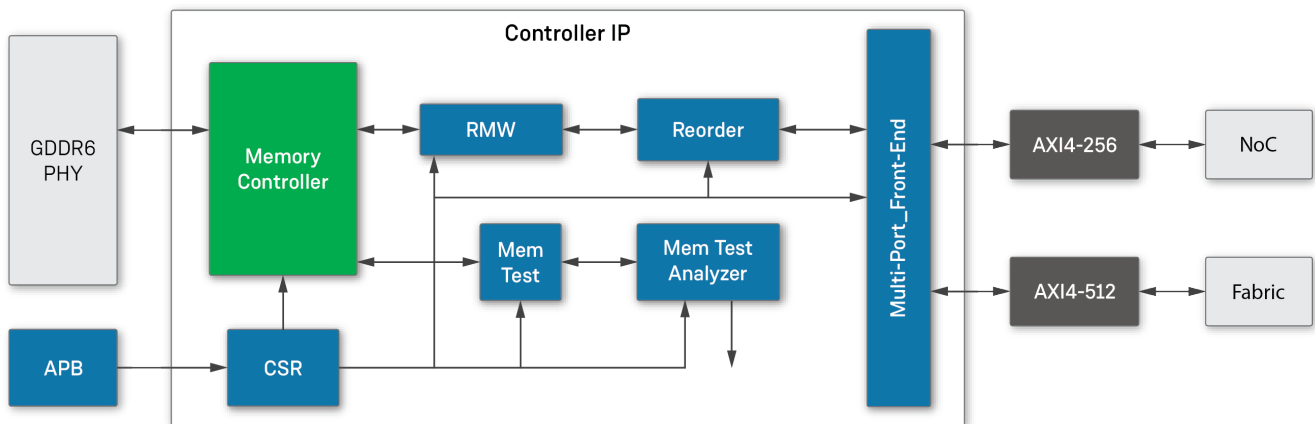 Controller IP
GDDR6
PHY
Memory
Controller
RMW
Reorder
Multi-Port_Front-End
AXI4-256
NoC
Mem
Test
Mem Test
Analyzer
AXI4-512
Fabric
APB
CSR